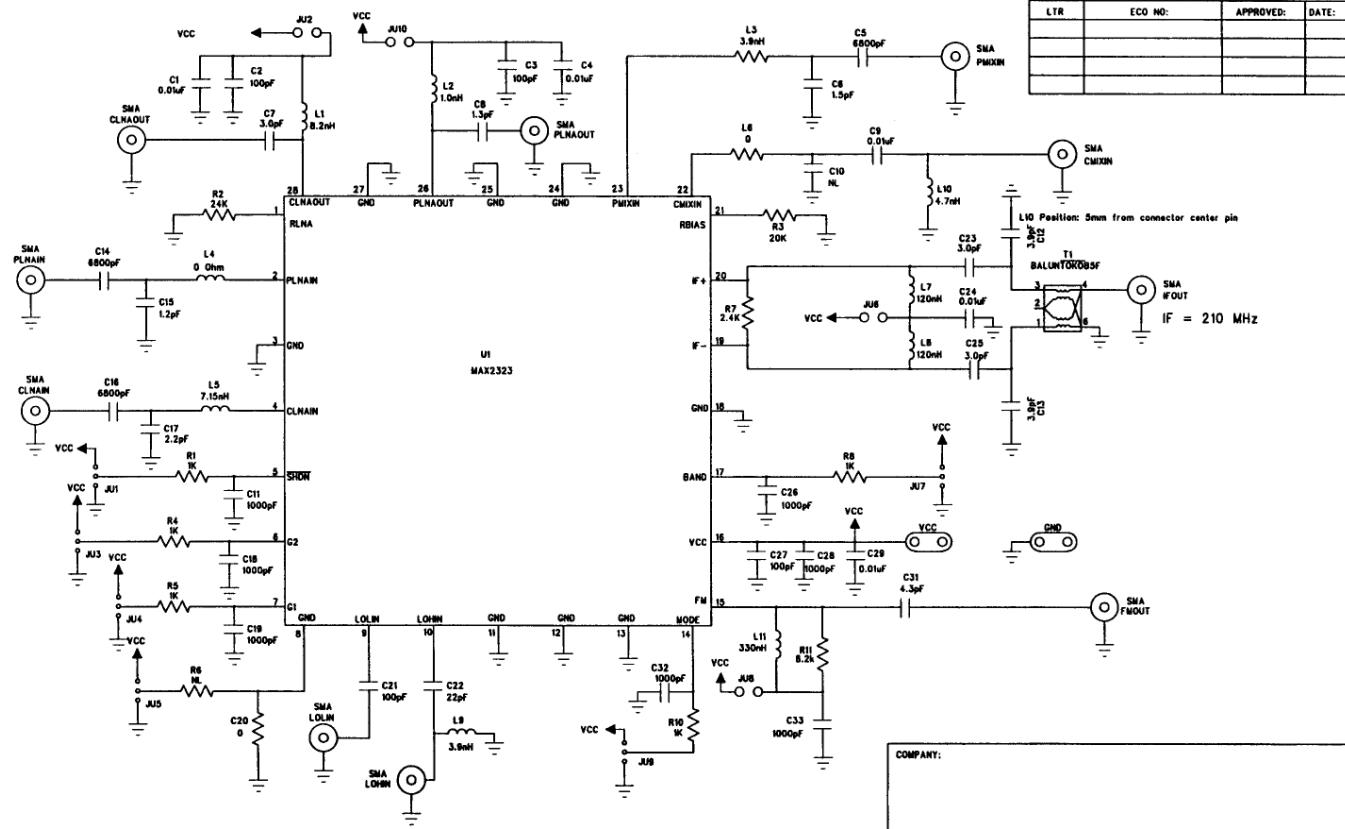 LTR ECO NO: APPROVED: DATE:
VCC JU2
VCC JU10
C1 0.01uF
C2 100pF
C3 100pF
C4 0.01uF
L1 8.2nH
L2 1.0nH
L3 3.9nH
C5 6800pF
SMA PMIXIN
C6 1.5pF
SMA CLNAOUT
C7 3.0pF
C8 1.3pF
SMA PLNAOUT
L6 0
C9 0.01uF
SMA CMIXIN
C10 NL
L10 4.7nH
28 27 26 25 24 23 22
CLNAOUT GND PLNAOUT GND GND PMIXIN CMIXIN
R2 24K
1 RLNA
RBIAS 21
R3 20K
L10 Position: 5mm from connector center pin
3.9pF C12
T1
BALUNTOKOB5F
SMA PLNAIN
C14 6800pF
L4 0 Ohm
2 PLNAIN
C15 1.2pF
IF+ 20
R7 2.4K
C23 3.0pF
L7 120nH
C24 0.01uF
VCC JU6
L8 120nH
C25 3.0pF
IF- 19
3 4
2
1 6
SMA IFOUT
IF = 210 MHz
3.9pF C13
3 GND
U1
MAX2323
SMA CLNAIN
C16 6800pF
L5 7.15nH
4 CLNAIN
C17 2.2pF
GND 18
VCC JU1
R1 1K
5 SHDN
C11 1000pF
BAND 17
R8 1K
VCC JU7
C26 1000pF
VCC JU3
R4 1K
6 G2
C18 1000pF
VCC 16
C27 100pF
C28 1000pF
VCC
C29 0.01uF
VCC
GND
VCC JU4
R5 1K
7 G1
C19 1000pF
FM 15
C31 4.3pF
SMA FMOUT
GND LOLIN LOHIN GND GND GND MODE
8 9 10 11 12 13 14
VCC JU5
R6 NL
C20 0
C21 100pF
SMA LOLIN
C22 22pF
L9 3.9nH
SMA LOHIN
C32 1000pF
R10 1K
VCC JU9
L11 330nH
R11 8.2k
VCC JU8
C33 1000pF
COMPANY: